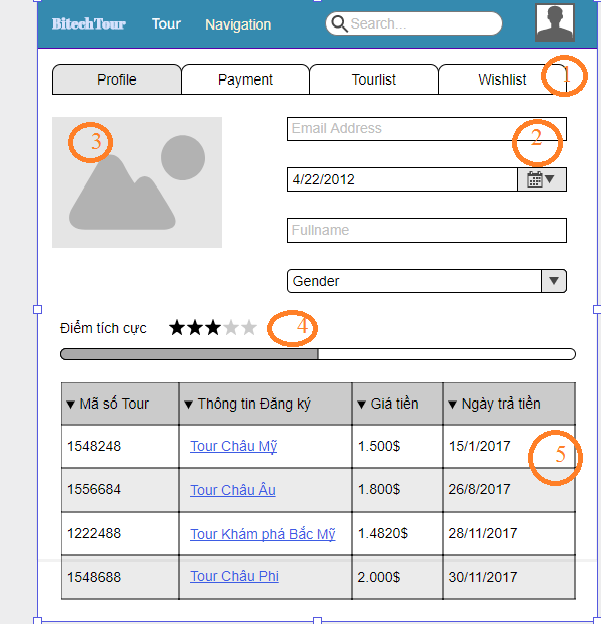 BitechTour Tour Navigation Search...
Profile Payment Tourlist Wishlist 1
3
Email Address 2
4/22/2012
Fullname
Gender
Điểm tích cực 4
Mã số Tour Thông tin Đăng ký Giá tiền Ngày trả tiền
1548248 Tour Châu Mỹ 1.500$ 15/1/2017 5
1556684 Tour Châu Âu 1.800$ 26/8/2017
1222488 Tour Khám phá Bắc Mỹ 1.4820$ 28/11/2017
1548688 Tour Châu Phi 2.000$ 30/11/2017